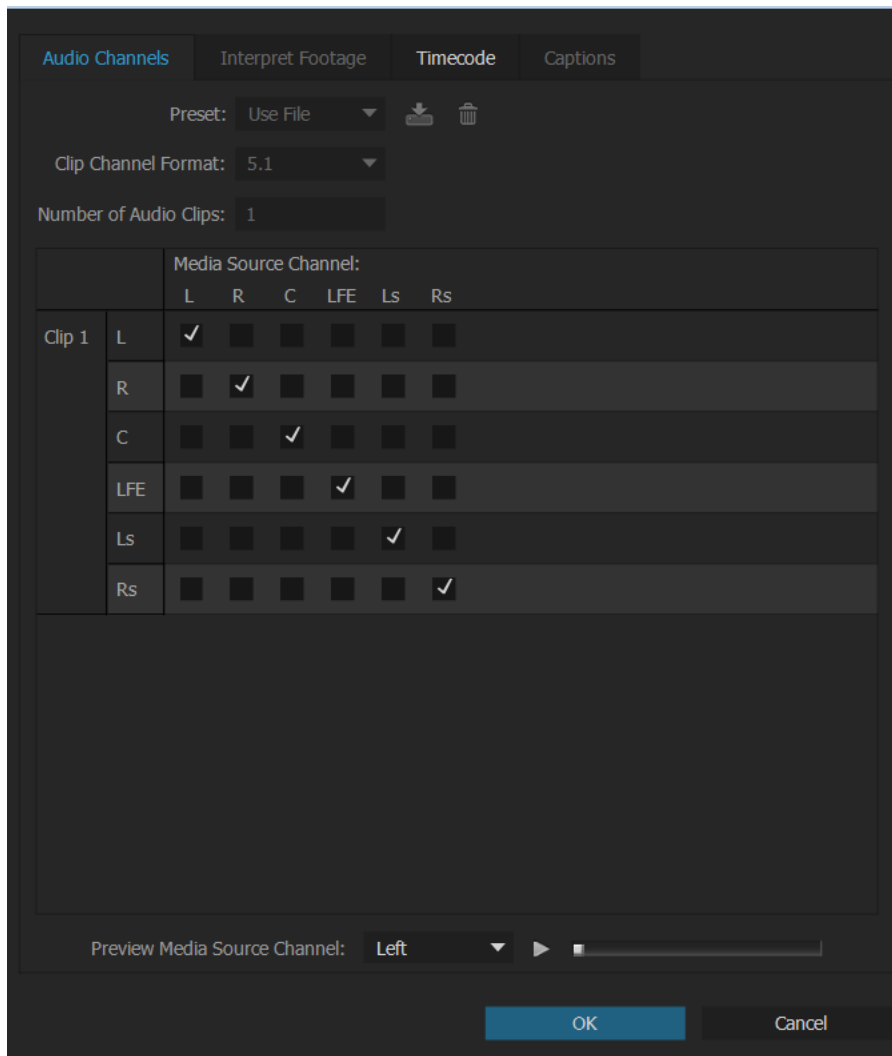 Audio Channels Interpret Footage Timecode Captions
Preset: Use File
Clip Channel Format: 5.1
Number of Audio Clips: 1
Media Source Channel:
L R C LFE Ls Rs
Clip 1 L
R
C
LFE
Ls
Rs
Preview Media Source Channel: Left
OK Cancel